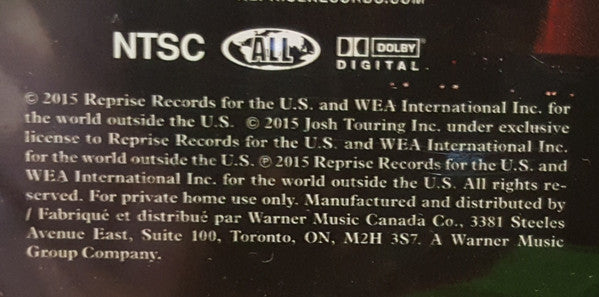 NTSC ALL DOLBY
DIGITAL
© 2015 Reprise Records for the U.S. and WEA International Inc. for
the world outside the U.S. © 2015 Josh Touring Inc. under exclusive
license to Reprise Records for the U.S. and WEA International Inc.
for the world outside the U.S. ℗ 2015 Reprise Records for the U.S. and
WEA International Inc. for the world outside the U.S. All rights re-
served. For private home use only. Manufactured and distributed by
/ Fabriqué et distribué par Warner Music Canada Co., 3381 Steeles
Avenue East, Suite 100, Toronto, ON, M2H 3S7. A Warner Music
Group Company.